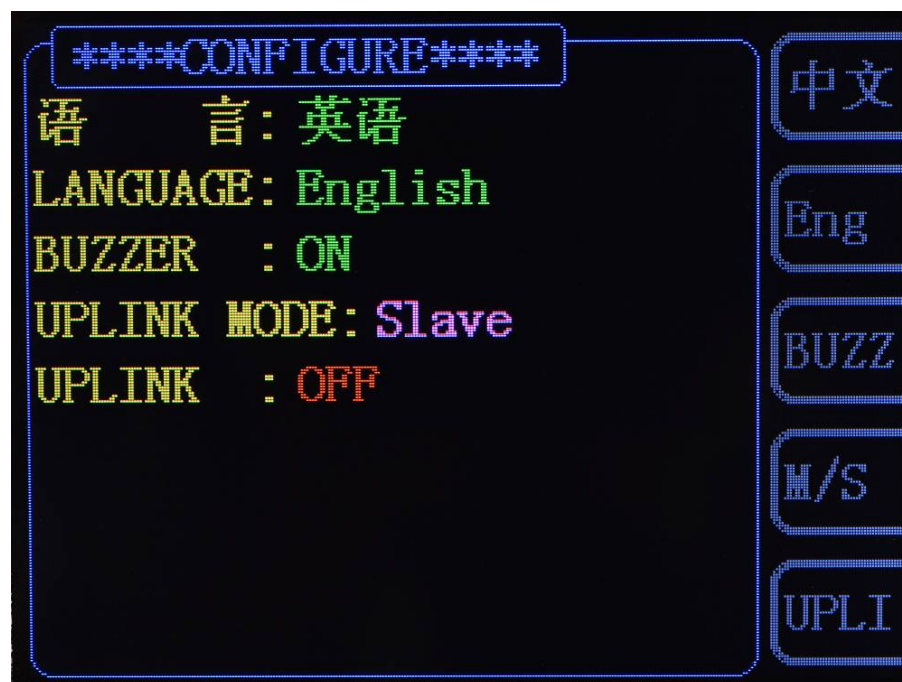 ****CONFIGURE****
语 言: 英语
LANGUAGE: English
BUZZER : ON
UPLINK MODE: Slave
UPLINK : OFF
中文
Eng
BUZZ
M/S
UPLI